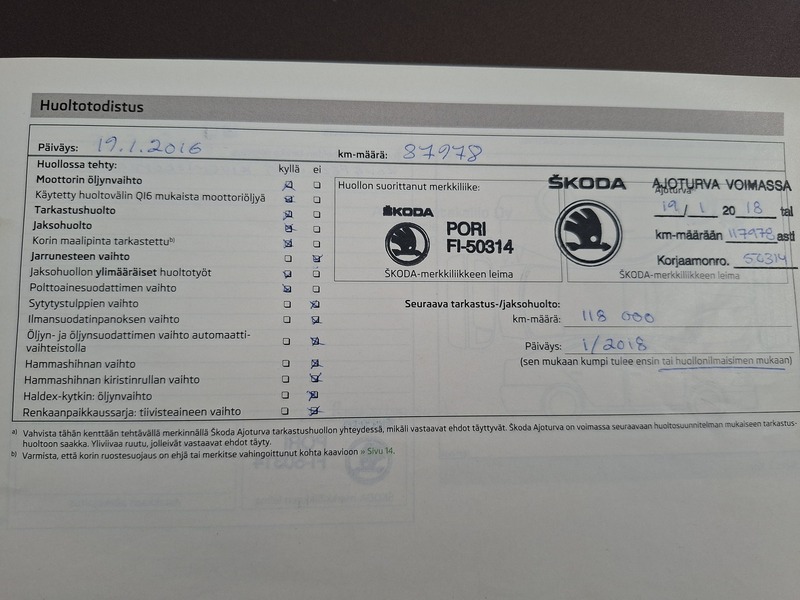 Huoltotodistus
Päiväys: 19.1.2016
km-määrä: 87978
Huollossa tehty: kyllä ei
Moottorin öljynvaihto
Käytetty huoltovälin QI6 mukaista moottoriöljyä
Tarkastushuolto
Jaksohuolto
Korin maalipinta tarkastettu b)
Jarrunesteen vaihto
Jaksohuollon ylimääräiset huoltotyöt
Polttoainesuodattimen vaihto
Sytytystulppien vaihto
Ilmansuodatinpanoksen vaihto
Öljyn- ja öljynsuodattimen vaihto automaatti-
vaihteistolla
Hammashihnan vaihto
Hammashihnan kiristinrullan vaihto
Haldex-kytkin: öljynvaihto
Renkaanpaikkaussarja: tiivisteaineen vaihto
Huollon suorittanut merkkiliike:
ŠKODA
PORI
FI-50314
ŠKODA-merkkiliikkeen leima
ŠKODA
Ajoturva
AJOTURVA VOIMASSA
19/1 2018 tai
km-määrään 117978 asti
Korjaamonro. 50314
ŠKODA-merkkiliikkeen leima
Seuraava tarkastus-/jaksohuolto:
km-määrä: 118 000
Päiväys: 1/2018
(sen mukaan kumpi tulee ensin tai huollonilmaisimen mukaan)
a) Vahvista tähän kenttään tehtävällä merkinnällä Škoda Ajoturva tarkastushuollon yhteydessä, mikäli vastaavat ehdot täyttyvät. Škoda Ajoturva on voimassa seuraavaan huoltosuunnitelman mukaiseen tarkastus-
huoltoon saakka. Yliviivaa ruutu, jolleivät vastaavat ehdot täyty.
b) Varmista, että korin ruostesuojaus on ehjä tai merkitse vahingoittunut kohta kaavioon » Sivu 14.